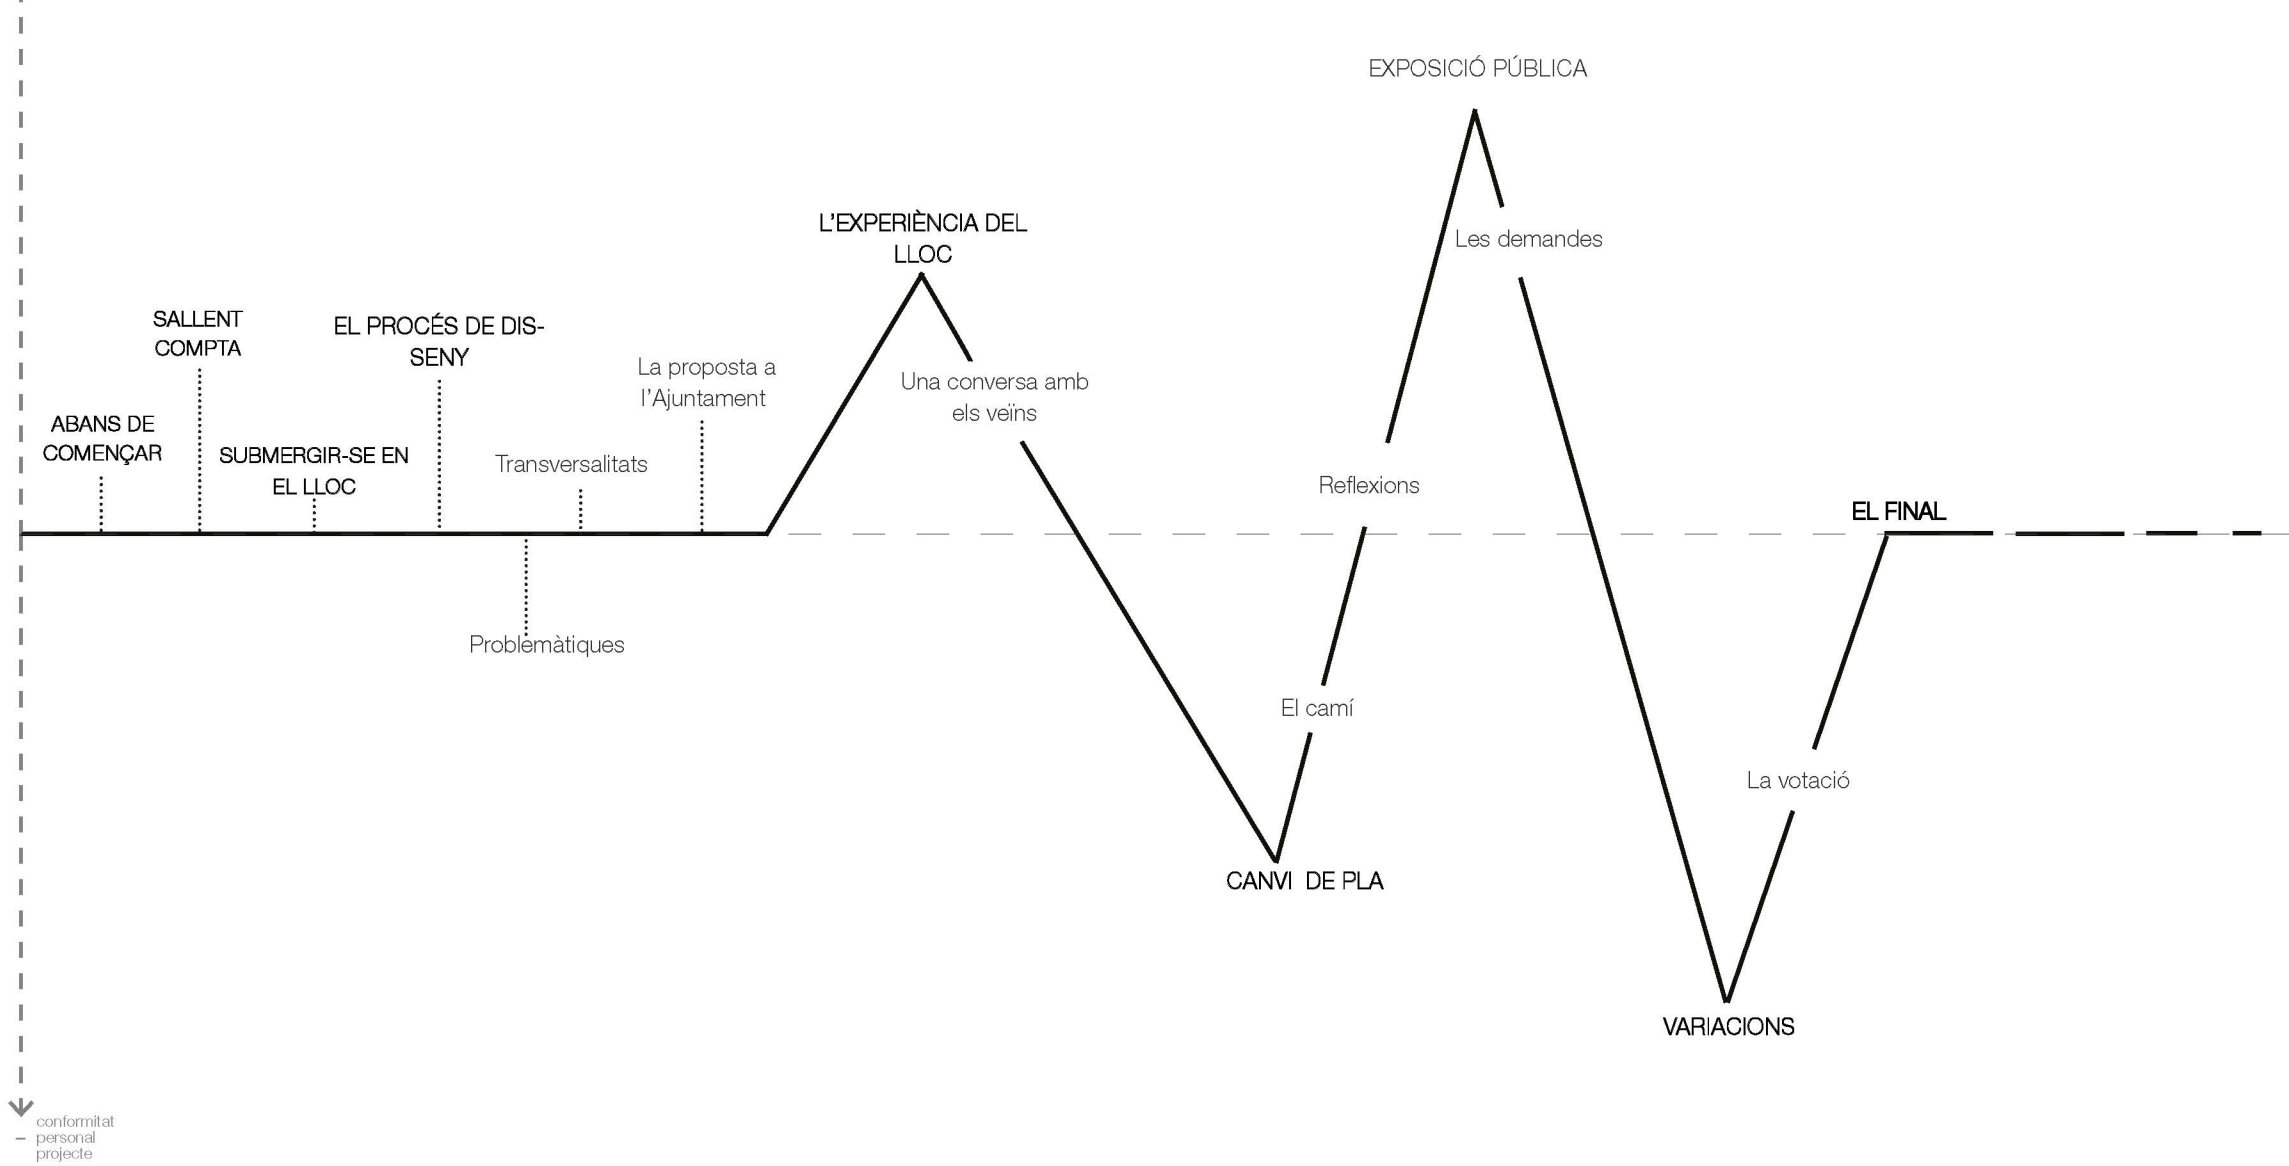 EXPOSICIÓ PÚBLICA
L'EXPERIÈNCIA DEL
LLOC
Les demandes
SALLENT
COMPTA
EL PROCÉS DE DIS-
SENY
La proposta a
l'Ajuntament
Una conversa amb
els veïns
ABANS DE
COMENÇAR
SUBMERGIR-SE EN
EL LLOC
Transversalitats
Reflexions
EL FINAL
Problemàtiques
El camí
La votació
CANVI DE PLA
VARIACIONS
conformitat
– personal
projecte